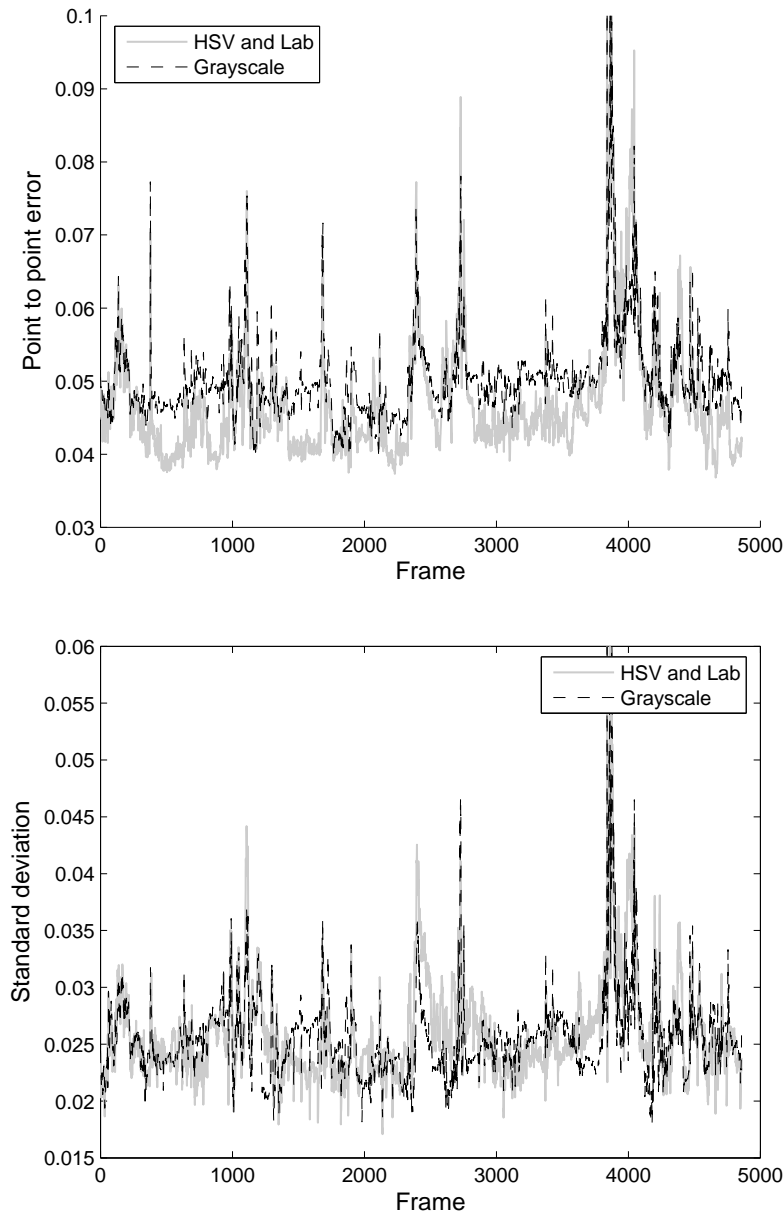 0.1
0.09
0.08
0.07
0.06
0.05
0.04
0.03
Point to point error
HSV and Lab
Grayscale
0 1000 2000 3000 4000 5000
Frame
0.06
0.055
0.05
0.045
0.04
0.035
0.03
0.025
0.02
0.015
Standard deviation
HSV and Lab
Grayscale
0 1000 2000 3000 4000 5000
Frame